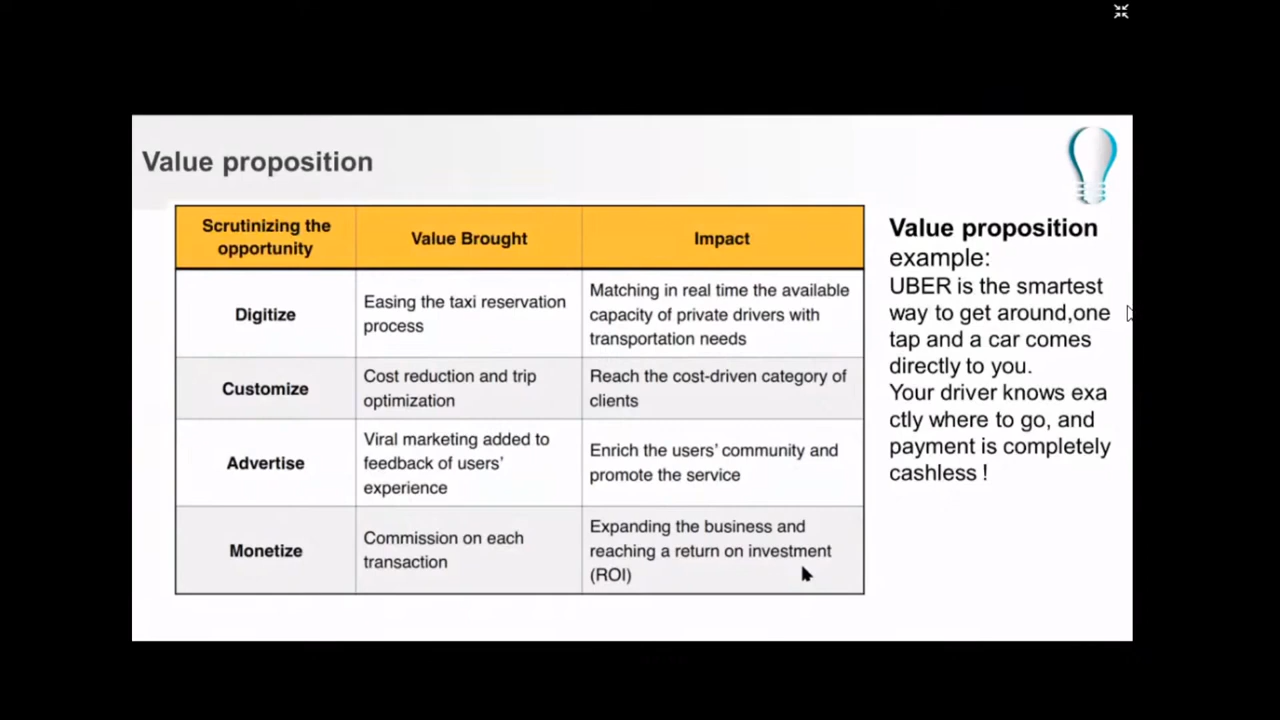 Value proposition
Scrutinizing the
opportunity
Value Brought
Impact
Digitize
Easing the taxi reservation
process
Matching in real time the available
capacity of private drivers with
transportation needs
Customize
Cost reduction and trip
optimization
Reach the cost-driven category of
clients
Advertise
Viral marketing added to
feedback of users’
experience
Enrich the users’ community and
promote the service
Monetize
Commission on each
transaction
Expanding the business and
reaching a return on investment
(ROI)
Value proposition
example:
UBER is the smartest
way to get around,one
tap and a car comes
directly to you.
Your driver knows exa
ctly where to go, and
payment is completely
cashless !